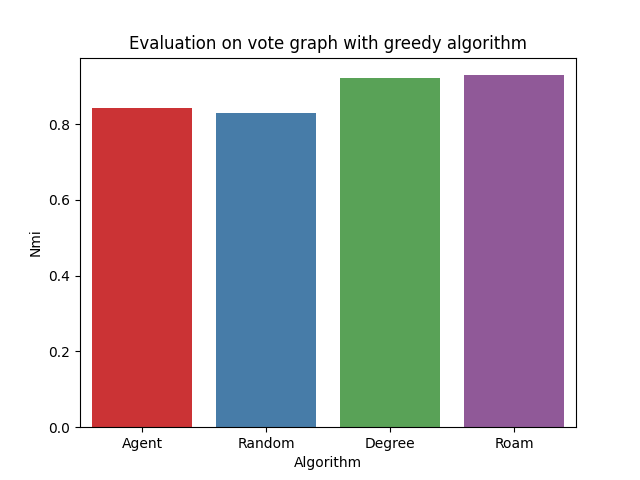 Evaluation on vote graph with greedy algorithm
0.8
0.6
0.4
0.2
0.0
Nmi
Agent Random Degree Roam
Algorithm